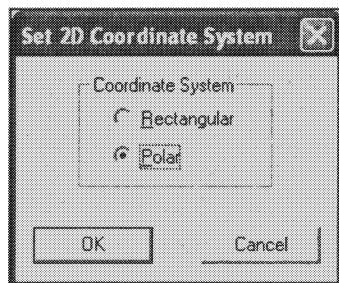 Set 2D Coordinate System
Coordinate System
Rectangular
Polar
OK Cancel